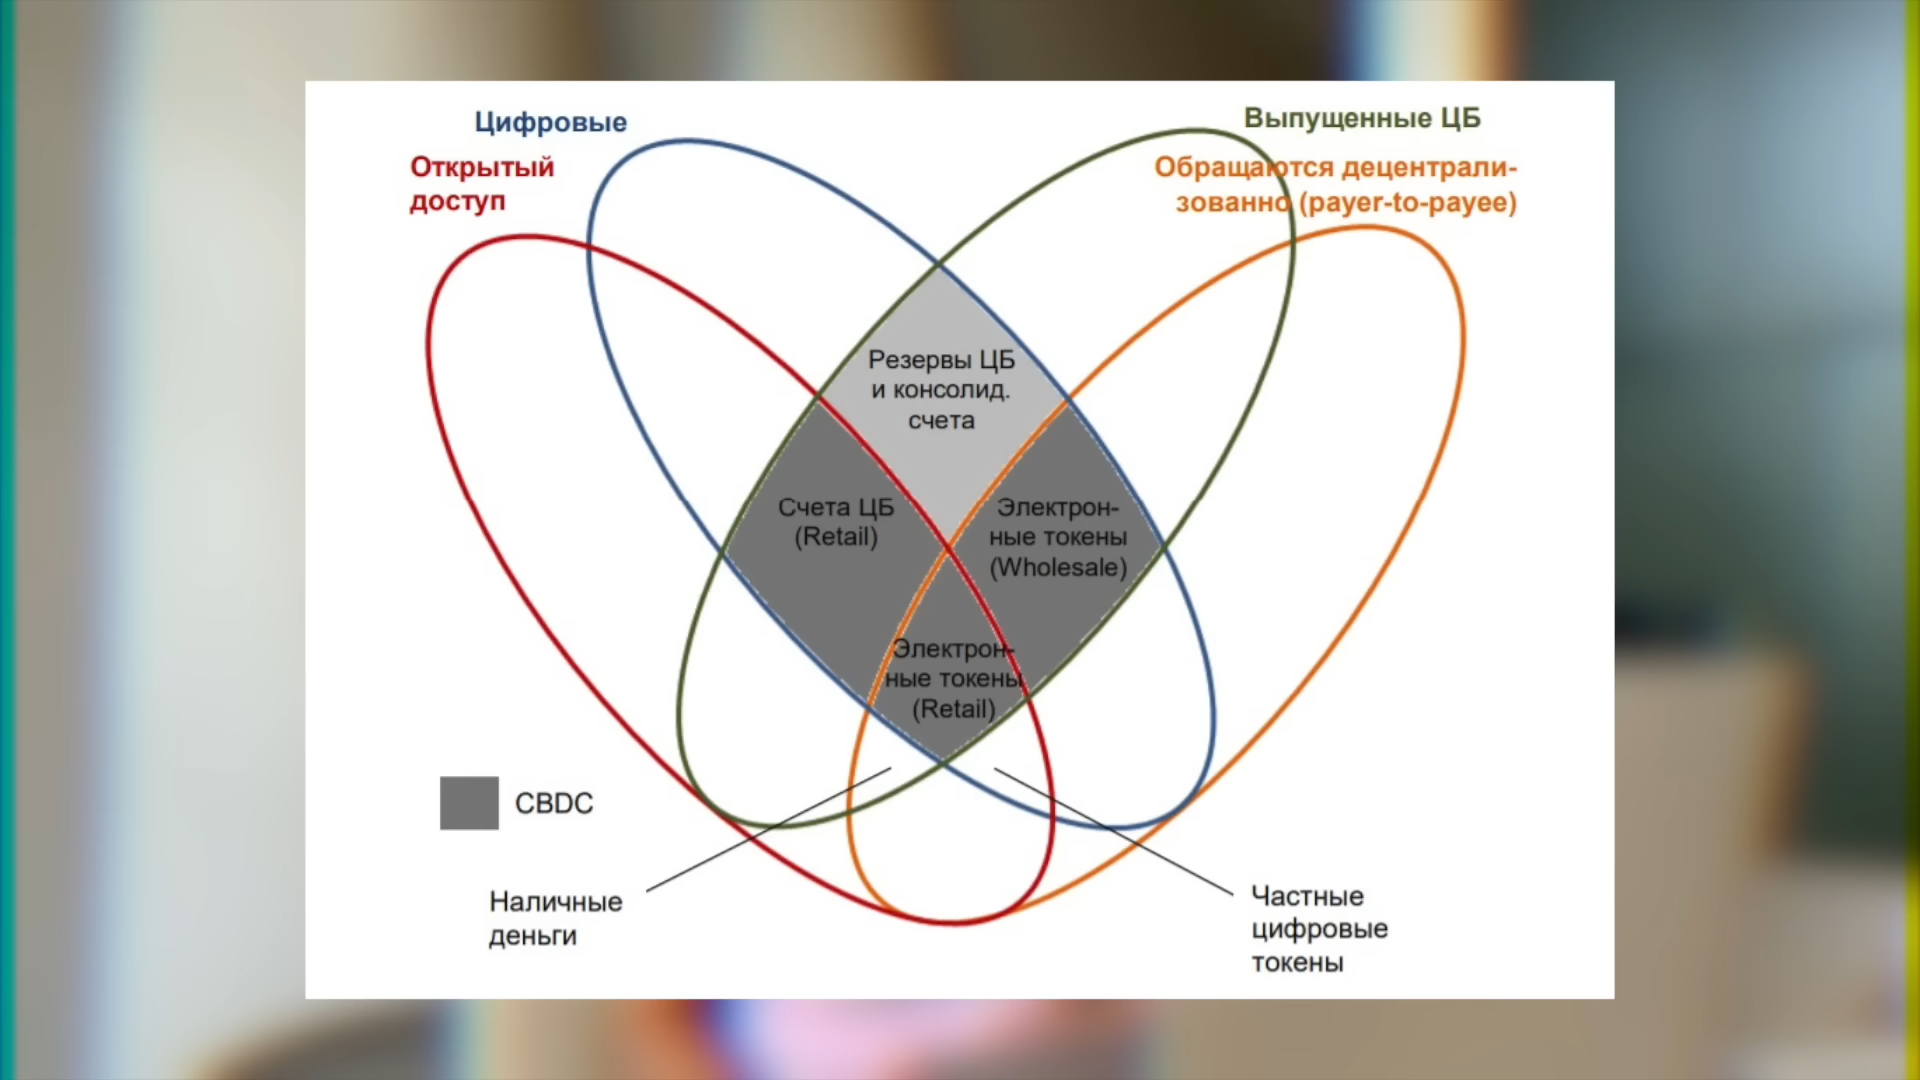 Цифровые
Выпущенные ЦБ
Открытый
доступ
Обращаются децентрали-
зованно (payer-to-payee)
Резервы ЦБ
и консолид.
счета
Счета ЦБ
(Retail)
Электрон-
ные токены
(Wholesale)
Электрон-
ные токены
(Retail)
CBDC
Наличные
деньги
Частные
цифровые
токены